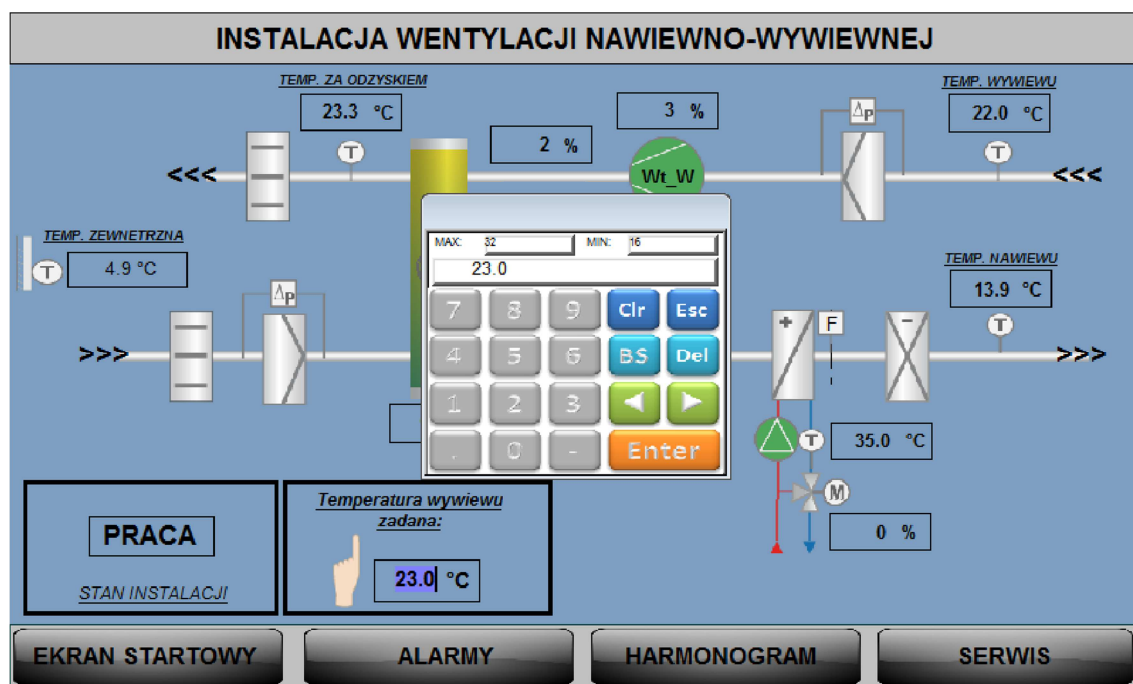 INSTALACJA WENTYLACJI NAWIEWNO-WYWIEWNEJ
TEMP. ZA ODZYSKIEM
23.3 °C
2 %
3 %
TEMP. WYWIEWU
22.0 °C
T
Wt_W
ΔP
T
<<<
<<<
TEMP. ZEWNETRZNA
T
4.9 °C
ΔP
>>>
MAX: 32 MIN: 16
23.0
7 8 9 Clr Esc
4 5 6 BS Del
1 2 3
. 0 - Enter
TEMP. NAWIEWU
13.9 °C
+
F
−
T
>>>
T
35.0 °C
M
0 %
PRACA
STAN INSTALACJI
Temperatura wywiewu
zadana:
23.0 °C
EKRAN STARTOWY
ALARMY
HARMONOGRAM
SERWIS